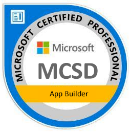 MICROSOFT CERTIFIED PROFESSIONAL
Microsoft
MCSD
App Builder